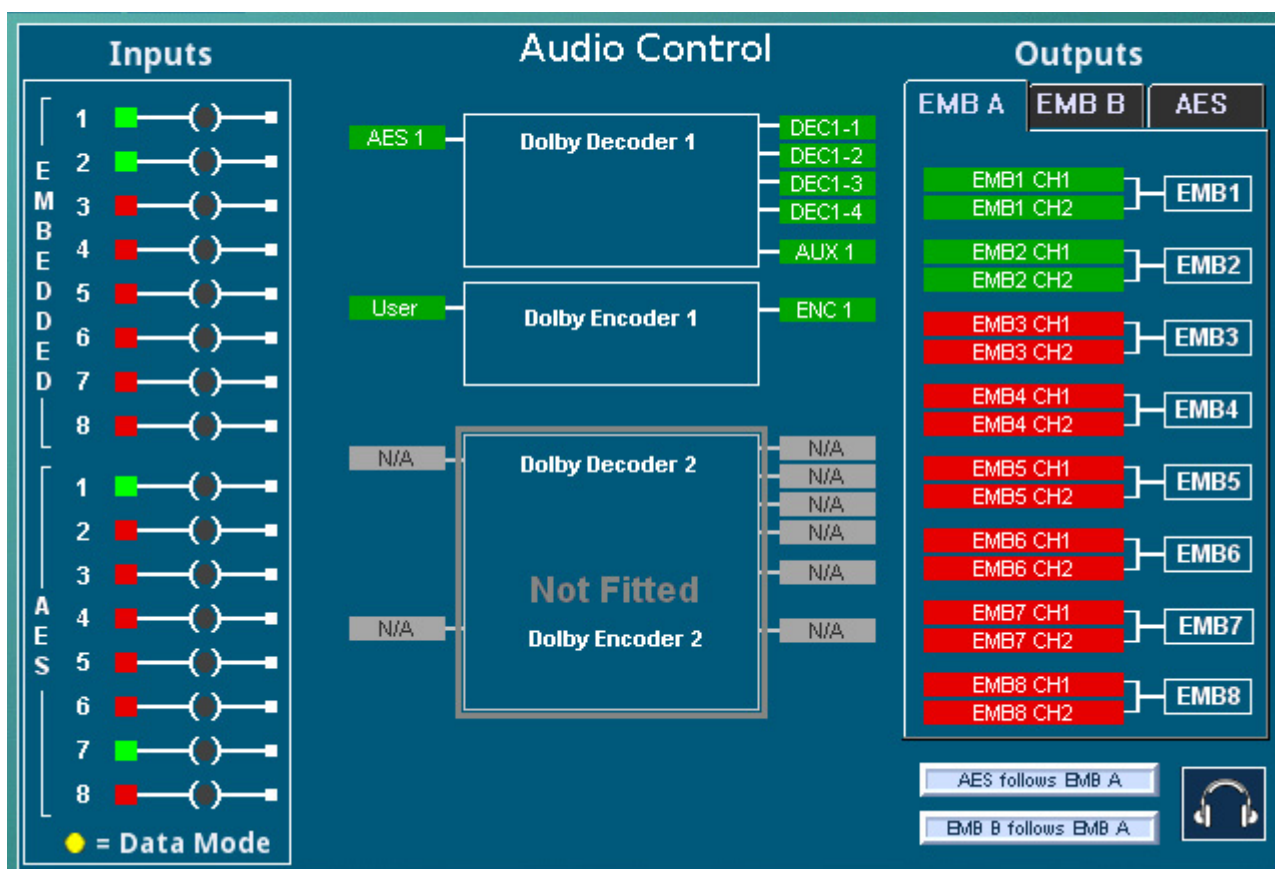 Audio Control
Inputs
EMBEDDED
1
2
3
4
5
6
7
8
AES
1
2
3
4
5
6
7
8
= Data Mode
AES 1
Dolby Decoder 1
DEC1-1
DEC1-2
DEC1-3
DEC1-4
AUX 1
User
Dolby Encoder 1
ENC 1
N/A
Dolby Decoder 2
N/A
N/A
N/A
N/A
Not Fitted
N/A
N/A
Dolby Encoder 2
N/A
Outputs
EMB A
EMB B
AES
EMB1 CH1
EMB1 CH2
EMB1
EMB2 CH1
EMB2 CH2
EMB2
EMB3 CH1
EMB3 CH2
EMB3
EMB4 CH1
EMB4 CH2
EMB4
EMB5 CH1
EMB5 CH2
EMB5
EMB6 CH1
EMB6 CH2
EMB6
EMB7 CH1
EMB7 CH2
EMB7
EMB8 CH1
EMB8 CH2
EMB8
AES follows EMB A
EMB B follows EMB A